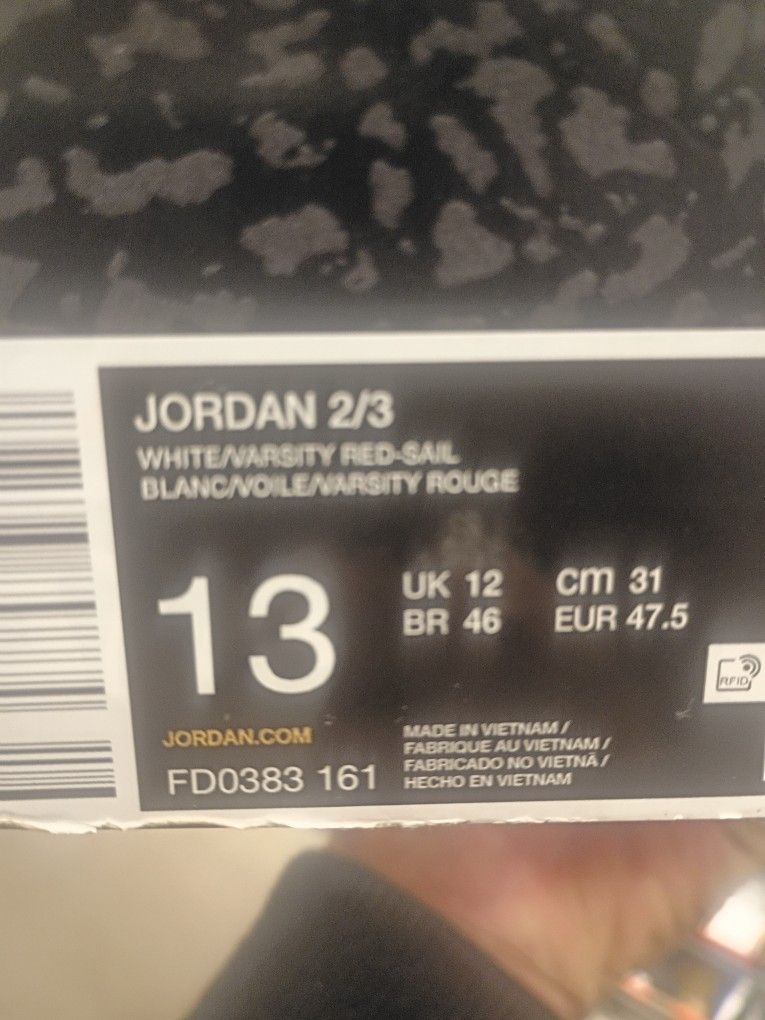 JORDAN 2/3
WHITE/VARSITY RED-SAIL
BLANC/VOILE/VARSITY ROUGE
13
UK 12
CM 31
BR 46
EUR 47.5
RFID
JORDAN.COM
FD0383 161
MADE IN VIETNAM /
FABRIQUE AU VIETNAM /
FABRICADO NO VIETNÃ /
HECHO EN VIETNAM